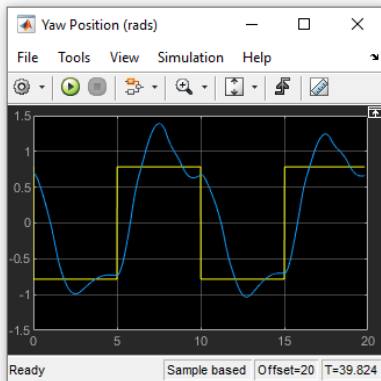 Yaw Position (rads)
File Tools View Simulation Help
1.5
1
0.5
0
-0.5
-1
-1.5
0 5 10 15 20
Ready Sample based Offset=20 T=39.824